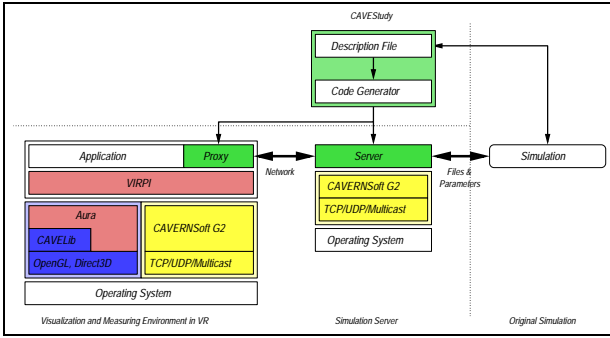 CAVEStudy
Description File
Code Generator
Application
Proxy
Network
Server
Files &
Parameters
Simulation
VIRPI
CAVERNSoft G2
TCP/UDP/Multicast
Operating System
Aura
CAVELib
OpenGL, Direct3D
CAVERNSoft G2
TCP/UDP/Multicast
Operating System
Visualization and Measuring Environment in VR
Simulation Server
Original Simulation